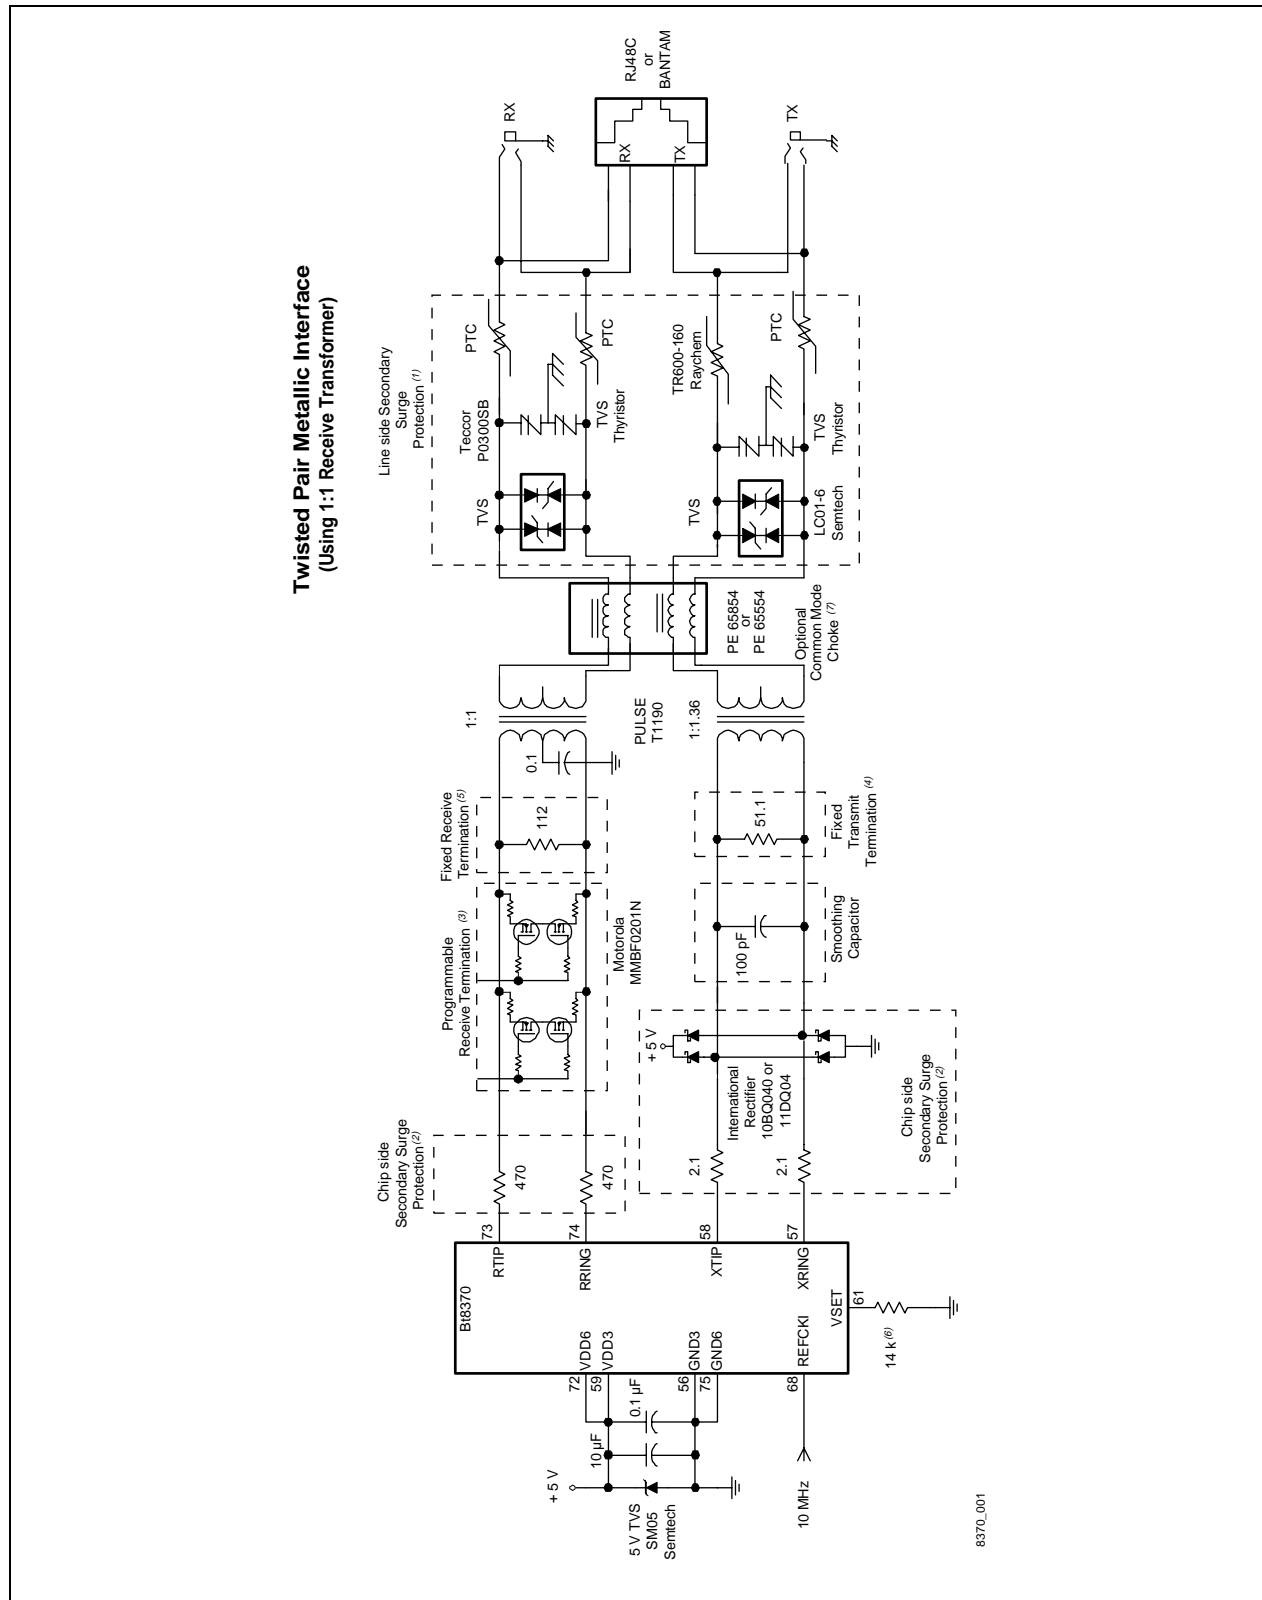 Twisted Pair Metallic Interface
(Using 1:1 Receive Transformer)
RJ48C
or
BANTAM
RX
RX
TX
TX
Line side Secondary
Surge
Protection (1)
PTC
PTC
Teccor
P0300SB
TVS
Thyristor
TVS
TR600-160
Raychem
PTC
TVS
Thyristor
TVS
LC01-6
Semtech
PE 65854
or
PE 65554
Optional
Common Mode
Choke (7)
1:1
PULSE
T1190
1:1.36
0.1
Fixed Receive
Termination (5)
112
51.1
Fixed
Transmit
Termination (4)
Programmable
Receive Termination (3)
Motorola
MMBF0201N
100 pF
Smoothing
Capacitor
+ 5 V
International
Rectifier
10BQ040 or
11DQ04
Chip side
Secondary Surge
Protection (2)
Chip side
Secondary Surge
Protection (2)
470
470
2.1
2.1
73
74
58
57
RTIP
RRING
XTIP
XRING
Bt8370
VSET
61
14 k (6)
VDD6
VDD3
GND3
GND6
REFCKI
72
59
56
75
68
0.1 µF
10 µF
+ 5 V
5 V TVS
SM05
Semtech
10 MHz
8370_001